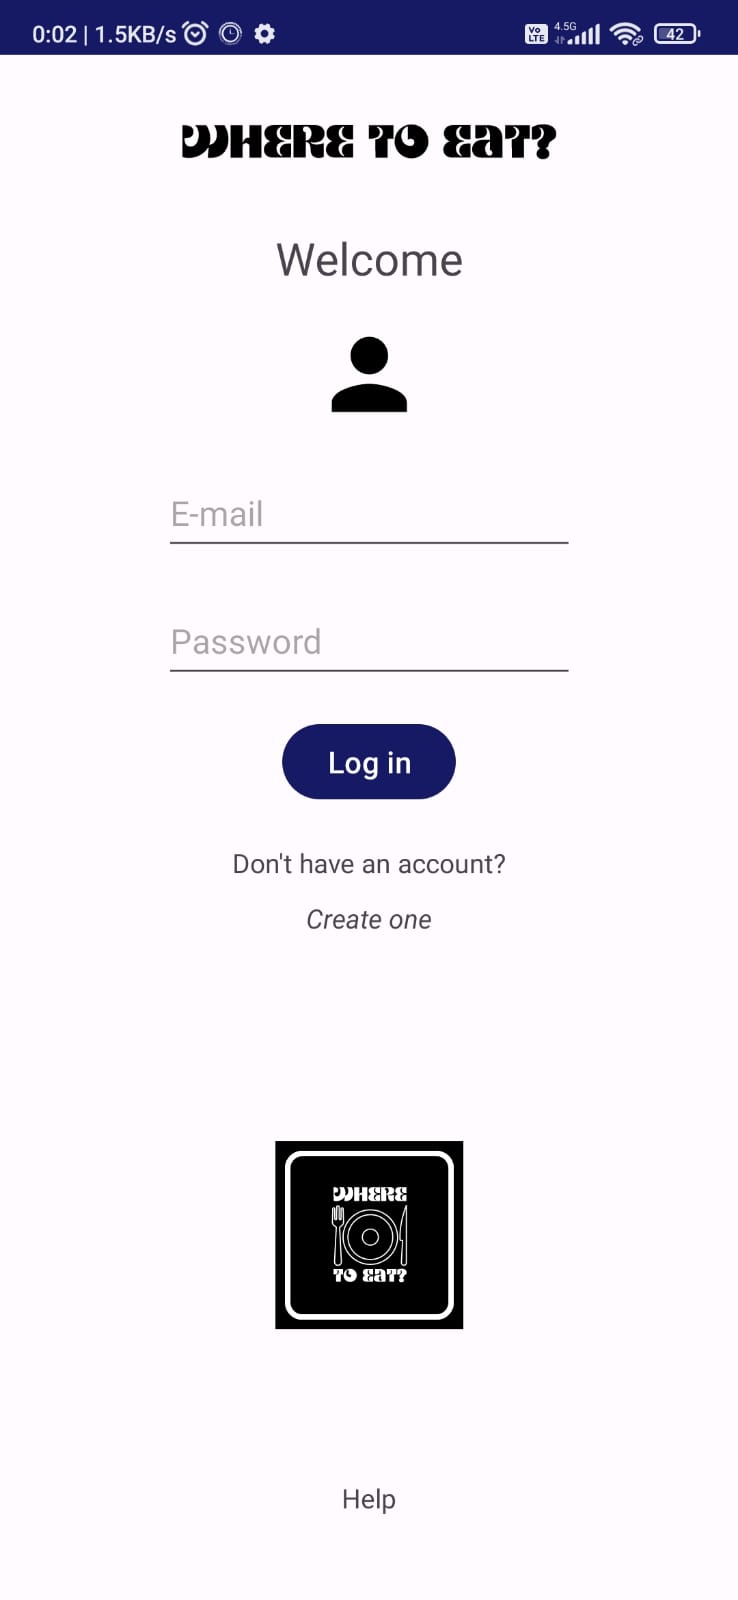 0:02 | 1.5KB/s Vo LTE 4.5G 42
WHERE TO EAT?
Welcome
E-mail
Password
Log in
Don't have an account?
Create one
WHERE
TO EAT?
Help